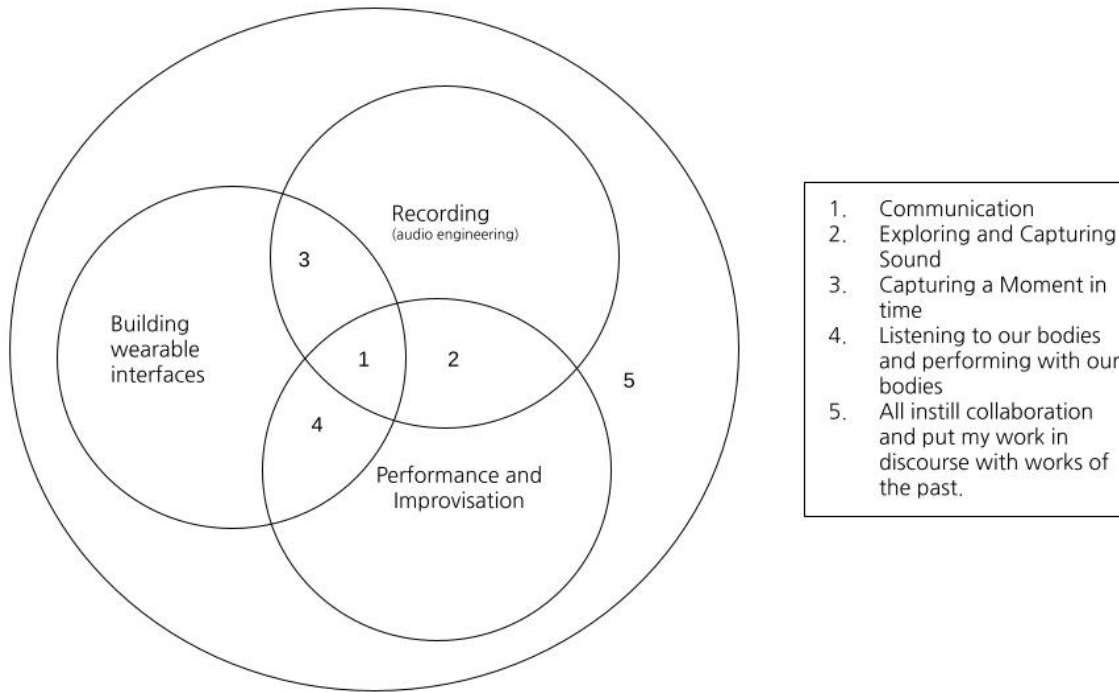 Recording
(audio engineering)
3
Building
wearable
interfaces
1
2
5
4
Performance and
Improvisation
1. Communication
2. Exploring and Capturing
Sound
3. Capturing a Moment in
time
4. Listening to our bodies
and performing with our
bodies
5. All instill collaboration
and put my work in
discourse with works of
the past.